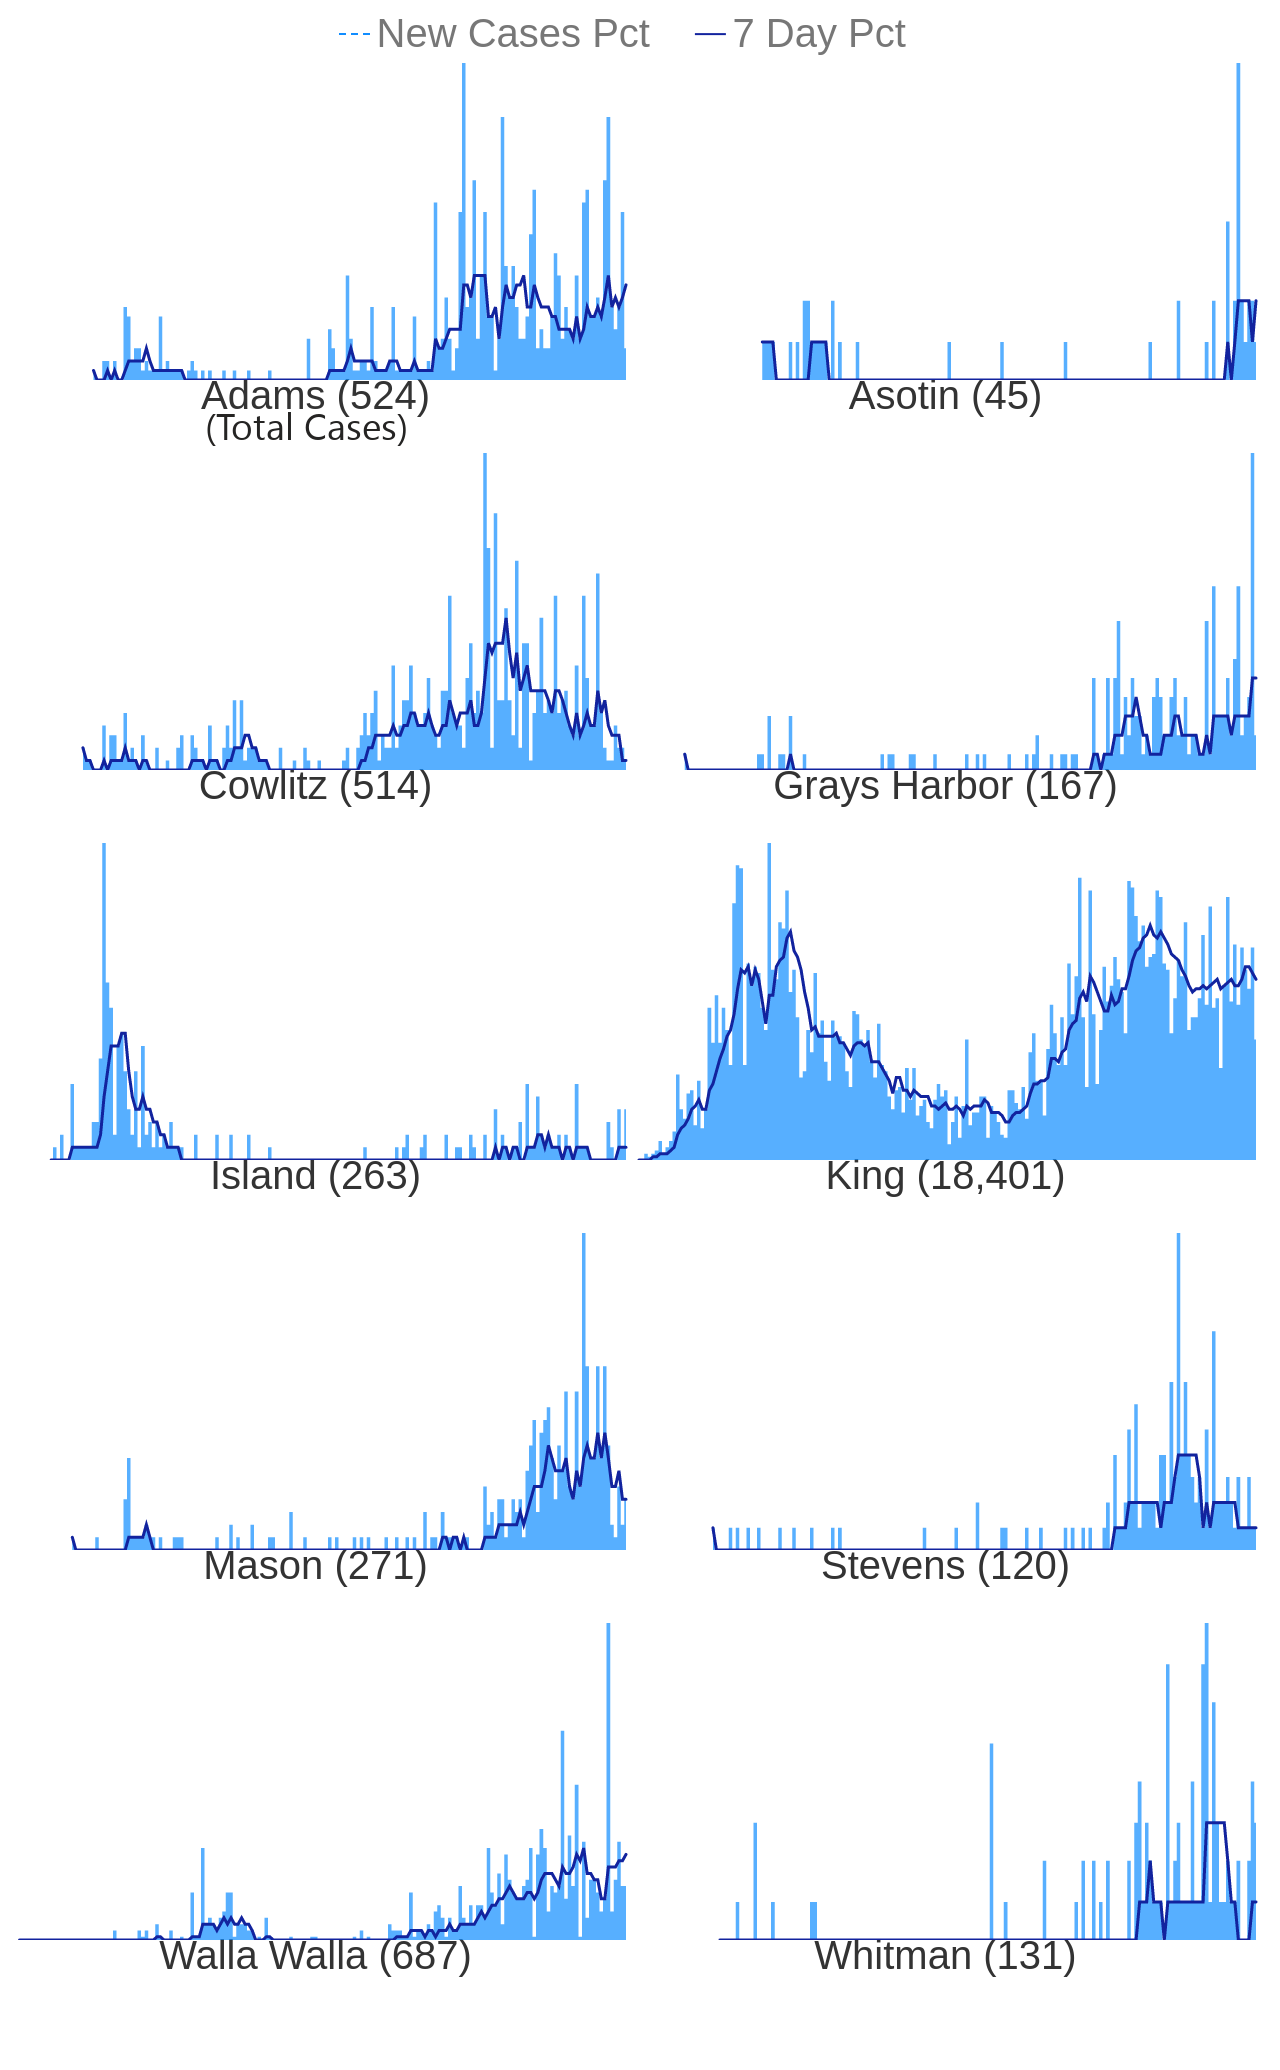 New Cases Pct 7 Day Pct
Adams (524) Asotin (45)
(Total Cases)
Cowlitz (514) Grays Harbor (167)
Island (263) King (18,401)
Mason (271) Stevens (120)
Walla Walla (687) Whitman (131)